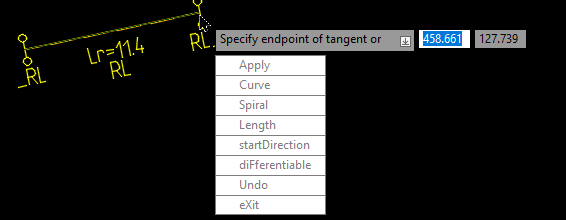 Lr=11.4
RL
_RL
RL
Specify endpoint of tangent or 458.661 127.739
Apply
Curve
Spiral
Length
startDirection
diFferentiable
Undo
eXit